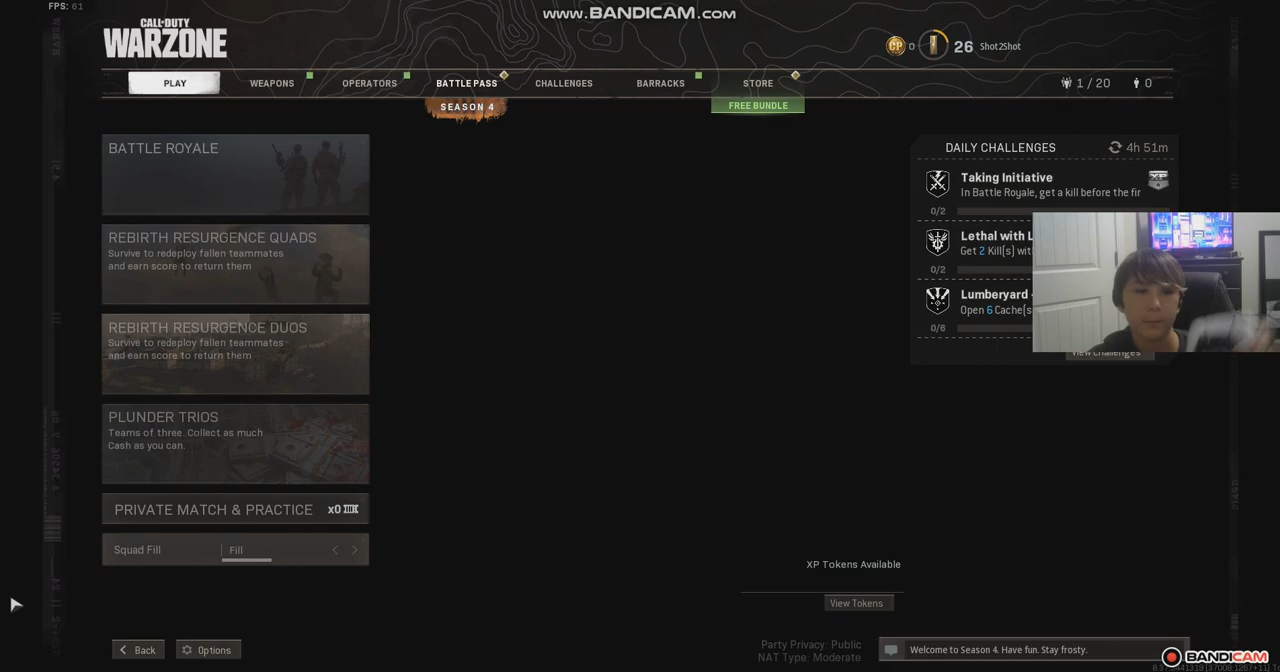 FPS: 61
www.BANDICAM.com
CALL OF DUTY
WARZONE
CP 0 26 Shot2Shot
PLAY WEAPONS OPERATORS BATTLE PASS CHALLENGES BARRACKS STORE 1 / 20 0
SEASON 4 FREE BUNDLE
BATTLE ROYALE
REBIRTH RESURGENCE QUADS
Survive to redeploy fallen teammates
and earn score to return them
REBIRTH RESURGENCE DUOS
Survive to redeploy fallen teammates
and earn score to return them
PLUNDER TRIOS
Teams of three. Collect as much
Cash as you can.
PRIVATE MATCH & PRACTICE x0
Squad Fill Fill
DAILY CHALLENGES 4h 51m
Taking Initiative
XP
In Battle Royale, get a kill before the fir
0/2
Lethal with L
Get 2 Kill(s) with
0/2
Lumberyard -
Open 6 Cache(s
0/6
View Challenges
XP Tokens Available
View Tokens
Back Options
Party Privacy: Public
NAT Type: Moderate
Welcome to Season 4. Have fun. Stay frosty.
BANDICAM